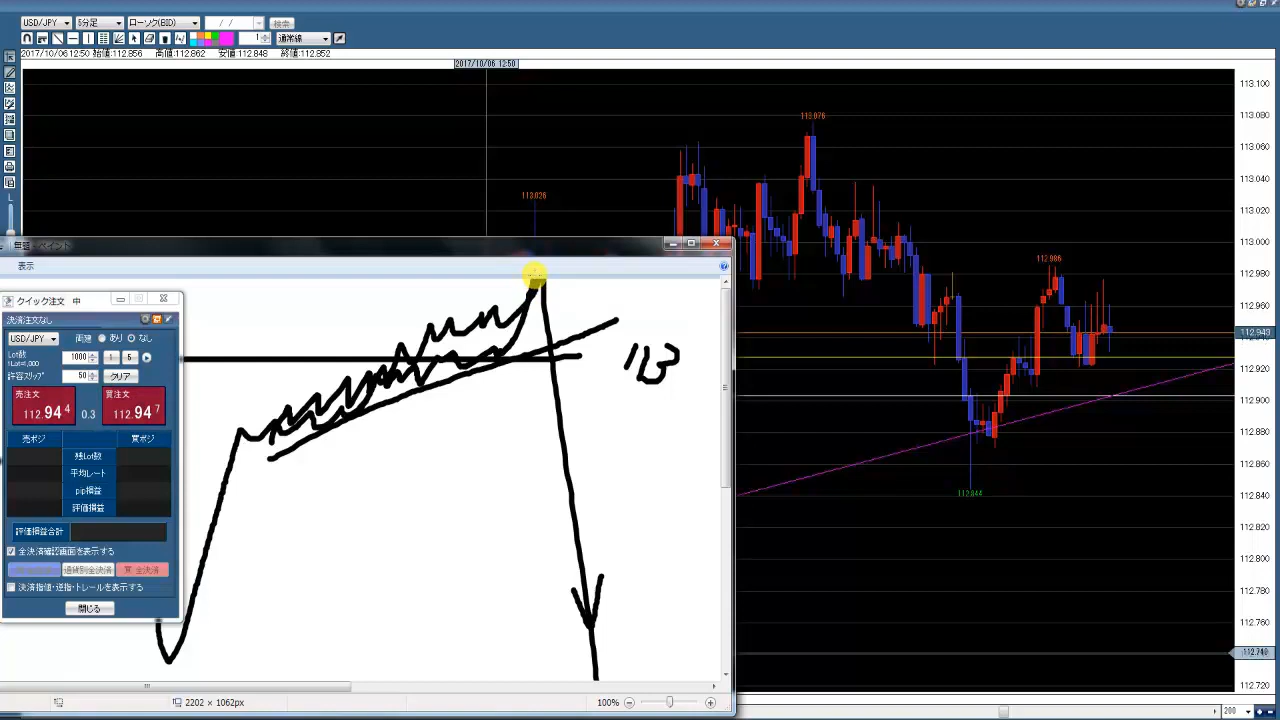 USD/JPY 5分足 ローソク(BID) / / 検索
1 通常線
2017/10/06 12:50 始値:112.856 高値:112.862 安値:112.848 終値:112.852
2017/10/06 12:50
113.100
113.080
113.060
113.040
113.020
113.000
112.980
112.960
112.943
112.920
112.900
112.880
112.860
112.840
112.820
112.800
112.780
112.760
112.740
112.720
113.076
113.026
112.986
112.844
L
表示
113
クイック注文 中
決済注文なし
USD/JPY 両建 あり なし
Lot数 1000 1 5
1Lot=1,000
許容スリップ 50 クリア
売注文 買注文
112.94 4 0.3 112.94 7
売ポジ 買ポジ
残Lot数
平均レート
pip損益
評価損益
評価損益合計
全決済確認画面を表示する
通貨別全決済 買 全決済
決済指値・逆指・トレールを表示する
閉じる
2202 × 1062px 100%
200